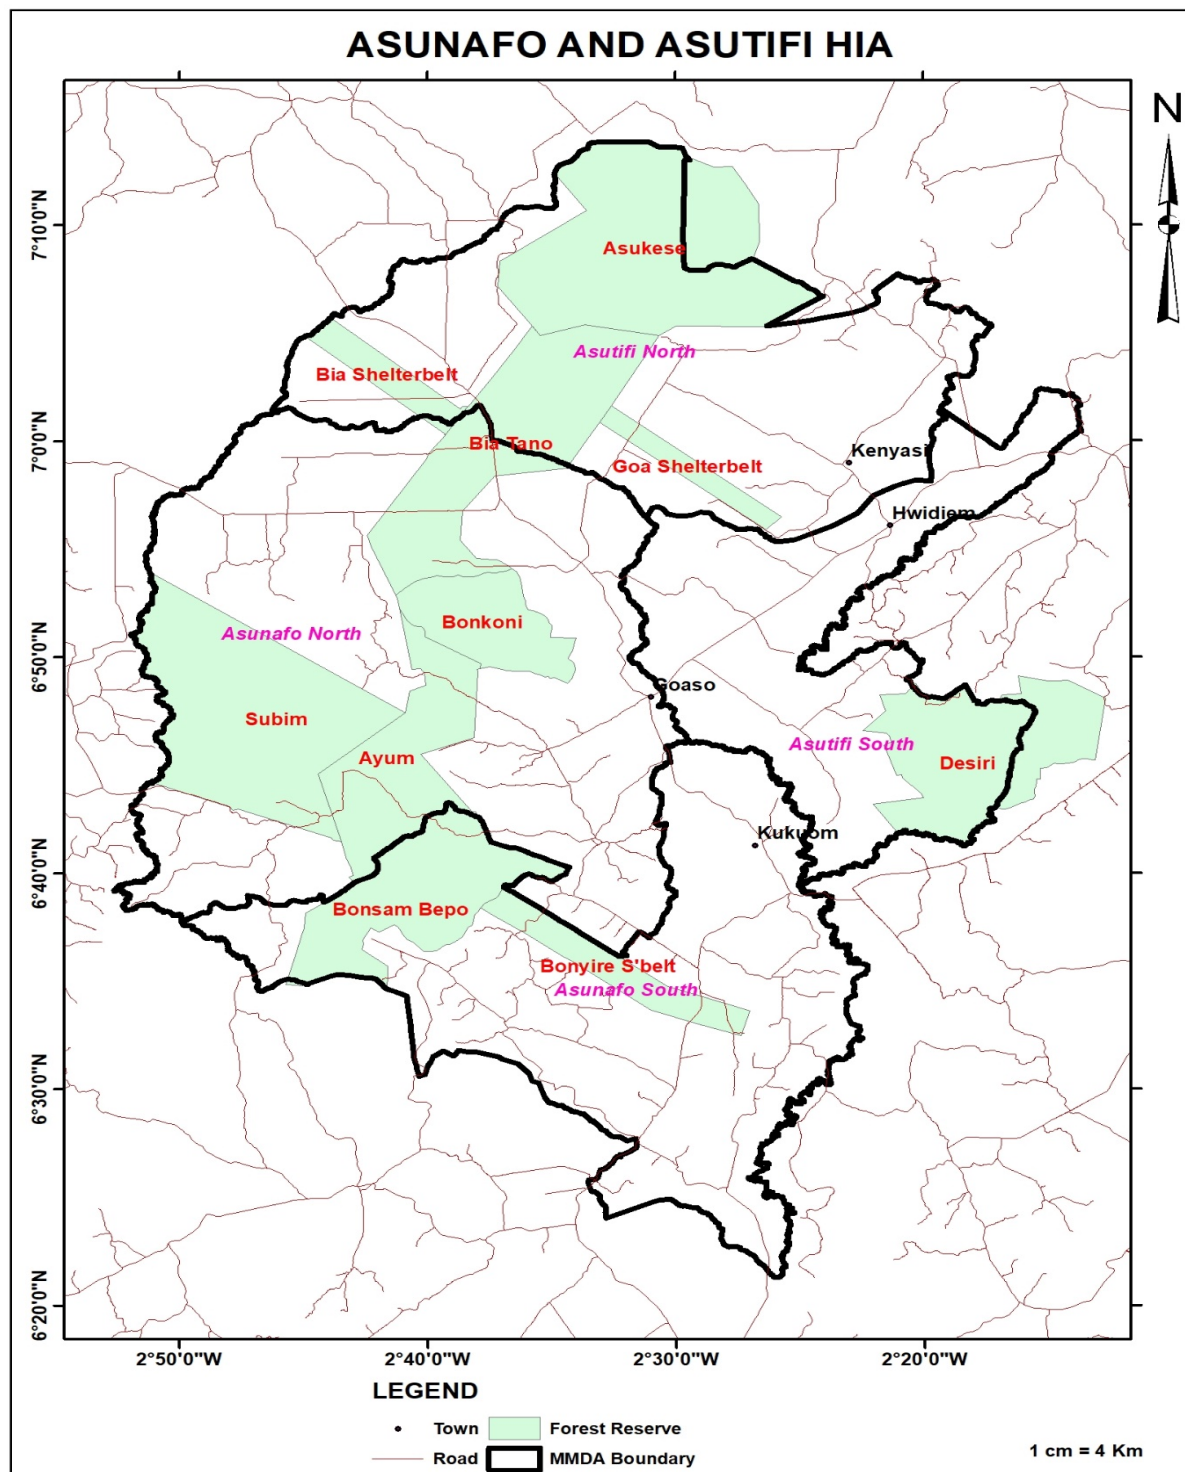 ASUNAFO AND ASUTIFI HIA
N
7°10'0"N
7°0'0"N
6°50'0"N
6°40'0"N
6°30'0"N
6°20'0"N
Asukese
Asutifi North
Bia Shelterbelt
Bia Tano
Goa Shelterbelt
Kenyasi
Hwidiem
Bonkoni
Asunafo North
Goaso
Subim
Asutifi South
Ayum
Desiri
Kukuom
Bonsam Bepo
Bonyire S'belt
Asunafo South
2°50'0"W
2°40'0"W
2°30'0"W
2°20'0"W
LEGEND
Town
Forest Reserve
Road
MMDA Boundary
1 cm = 4 Km